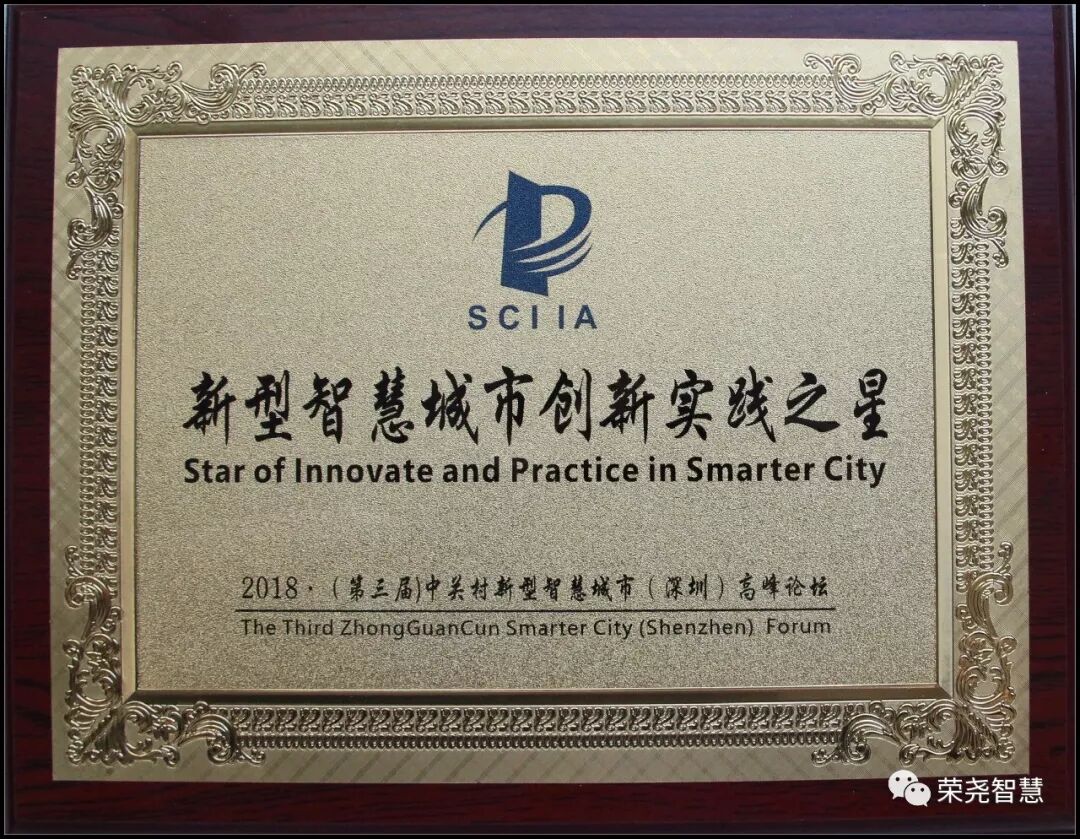 SCIIA
新型智慧城市创新实践之星
Star of Innovate and Practice in Smarter City
2018·(第三届)中关村新型智慧城市(深圳)高峰论坛
The Third ZhongGuanCun Smarter City (Shenzhen) Forum
荣尧智慧